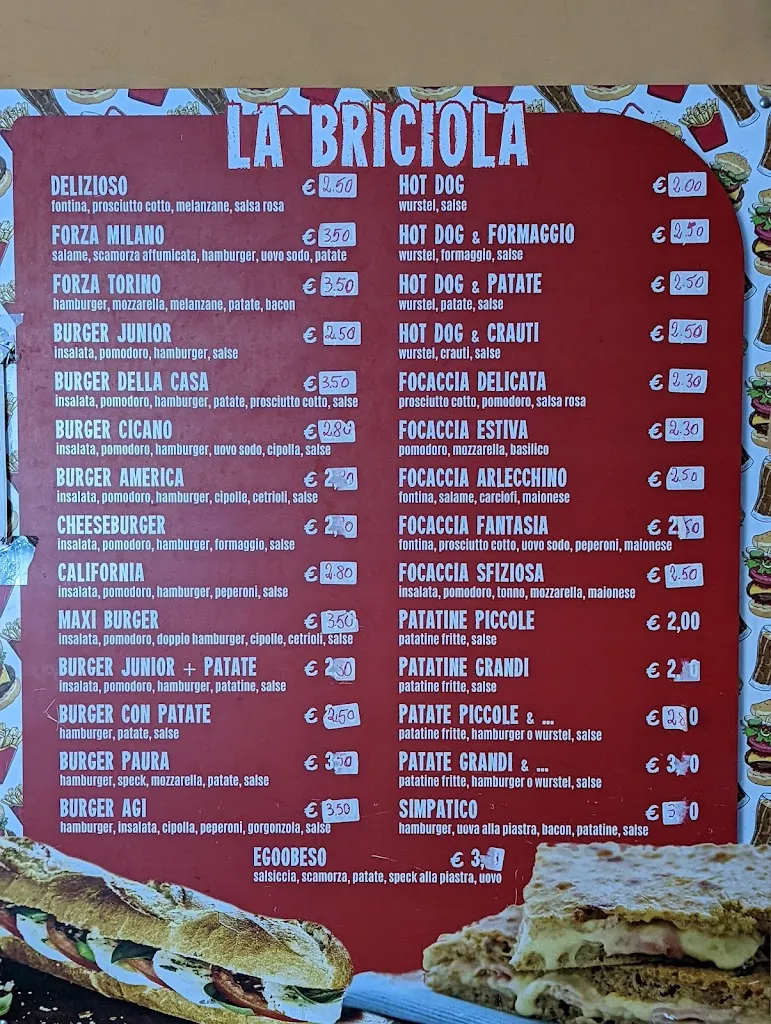 LA BRICIOLA
DELIZIOSO € 2.50
fontina, prosciutto cotto, melanzane, salsa rosa
FORZA MILANO € 3.50
salame, scamorza affumicata, hamburger, uovo sodo, patate
FORZA TORINO € 3.50
hamburger, mozzarella, melanzane, patate, bacon
BURGER JUNIOR € 2.50
insalata, pomodoro, hamburger, salse
BURGER DELLA CASA € 3.50
insalata, pomodoro, hamburger, patate, prosciutto cotto, salse
BURGER CICANO € 2.80
insalata, pomodoro, hamburger, uovo sodo, cipolla, salse
BURGER AMERICA €
insalata, pomodoro, hamburger, cipolle, cetrioli, salse
CHEESEBURGER €
insalata, pomodoro, hamburger, formaggio, salse
CALIFORNIA € 2.80
insalata, pomodoro, hamburger, peperoni, salse
MAXI BURGER € 3.50
insalata, pomodoro, doppio hamburger, cipolle, cetrioli, salse
BURGER JUNIOR + PATATE €
insalata, pomodoro, hamburger, patatine, salse
BURGER CON PATATE € 2.50
hamburger, patate, salse
BURGER PAURA € 3,50
hamburger, speck, mozzarella, patate, salse
BURGER AGI € 3.50
hamburger, insalata, cipolla, peperoni, gorgonzola, salse
HOT DOG € 2.00
wurstel, salse
HOT DOG & FORMAGGIO € 2,50
wurstel, formaggio, salse
HOT DOG & PATATE € 2.50
wurstel, patate, salse
HOT DOG & CRAUTI € 2.50
wurstel, crauti, salse
FOCACCIA DELICATA € 2.30
prosciutto cotto, pomodoro, salsa rosa
FOCACCIA ESTIVA € 2.30
pomodoro, mozzarella, basilico
FOCACCIA ARLECCHINO € 2.50
fontina, salame, carciofi, maionese
FOCACCIA FANTASIA € 2,50
fontina, prosciutto cotto, uovo sodo, peperoni, maionese
FOCACCIA SFIZIOSA € 2.50
insalata, pomodoro, tonno, mozzarella, maionese
PATATINE PICCOLE € 2,00
patatine fritte, salse
PATATINE GRANDI €
patatine fritte, salse
PATATE PICCOLE & ... €
patatine fritte, hamburger o wurstel, salse
PATATE GRANDI & ... €
patatine fritte, hamburger o wurstel, salse
SIMPATICO €
hamburger, uova alla piastra, bacon, patatine, salse
EGOOBESO €
salsiccia, scamorza, patate, speck alla piastra, uovo